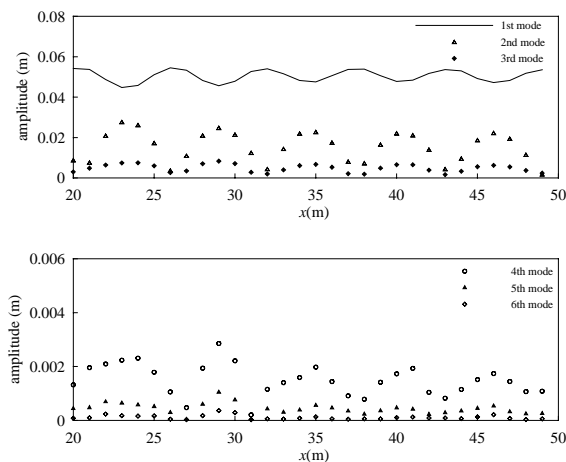 0.08
1st mode
2nd mode
3rd mode
0.06
0.04
0.02
0
amplitude (m)
20 25 30 35 40 45 50
x(m)
0.006
4th mode
5th mode
6th mode
0.004
0.002
0
amplitude (m)
20 25 30 35 40 45 50
x(m)